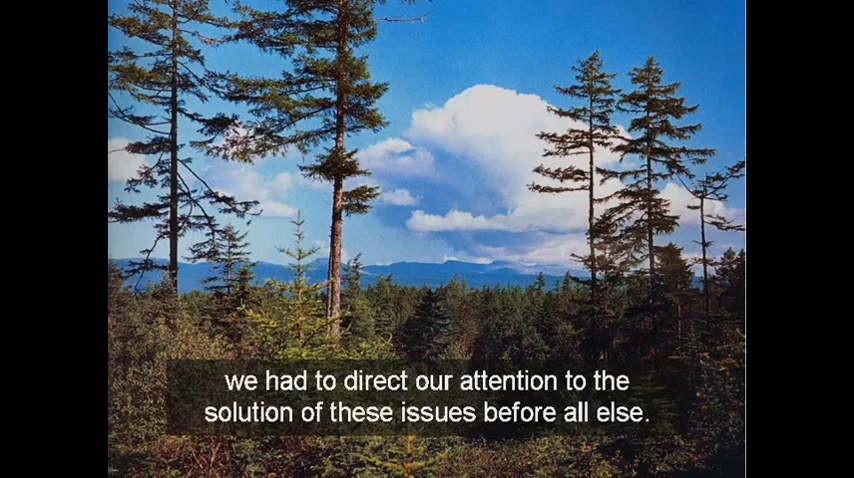 we had to direct our attention to the
solution of these issues before all else.